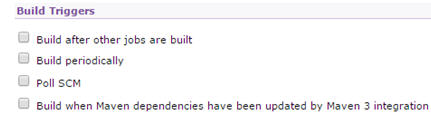 Build Triggers
Build after other jobs are built
Build periodically
Poll SCM
Build when Maven dependencies have been updated by Maven 3 integration